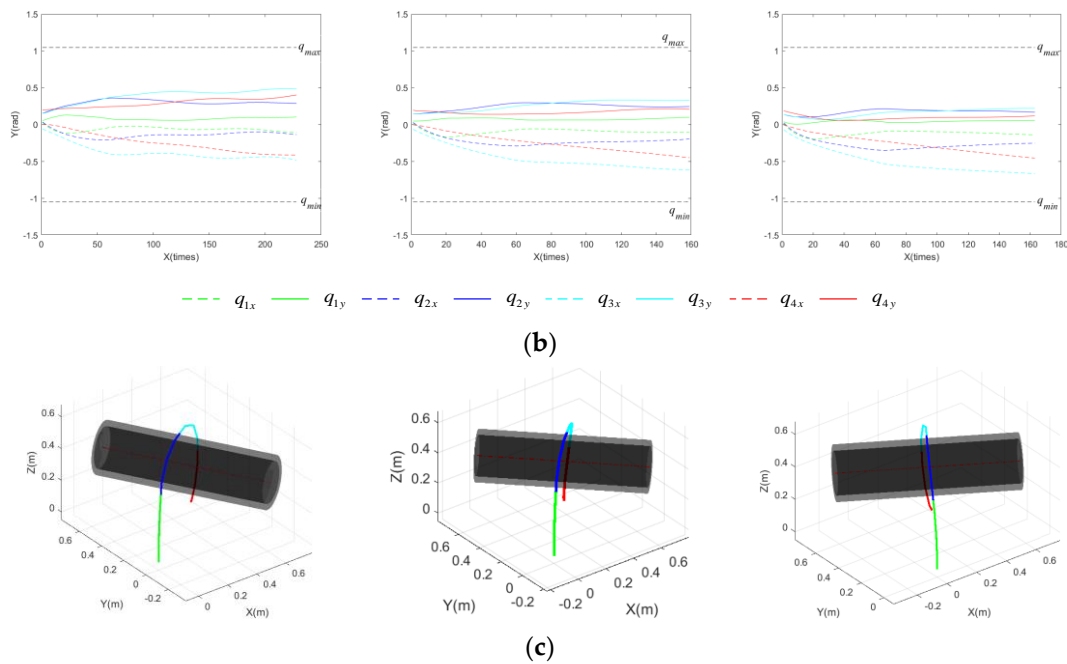 1.5
1
0.5
0
-0.5
-1
-1.5
Y(rad)
q_max
q_min
0 50 100 150 200 250
X(times)
1.5
1
0.5
0
-0.5
-1
-1.5
Y(rad)
q_max
q_min
0 20 40 60 80 100 120 140 160
X(times)
1.5
1
0.5
0
-0.5
-1
-1.5
Y(rad)
q_max
q_min
0 20 40 60 80 100 120 140 160 180
X(times)
q_1x q_1y q_2x q_2y q_3x q_3y q_4x q_4y
(b)
0.6
0.4
0.2
0
Z(m)
0.6 0.4 0.2 0 -0.2
Y(m)
0 0.2 0.4 0.6
X(m)
0.6
0.4
0.2
0
Z(m)
0.6 0.4 0.2 0 -0.2
Y(m)
-0.2 0 0.2 0.4 0.6
X(m)
0.6
0.4
0.2
0
Z(m)
0.6 0.4 0.2 0
Y(m)
-0.2 0 0.2 0.4 0.6
X(m)
(c)